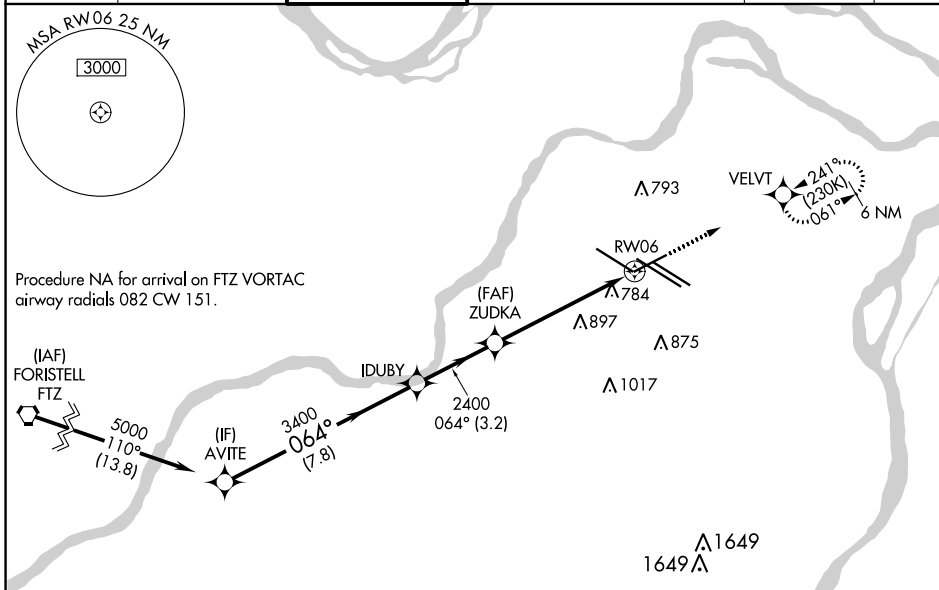 MSA RW06 25 NM
3000
793
VELVT
241°
(230K)
061°
6 NM
RW06
Procedure NA for arrival on FTZ VORTAC
airway radials 082 CW 151.
784
(FAF)
ZUDKA
897
875
(IAF)
FORISTELL
FTZ
IDUBY
1017
2400
064° (3.2)
5000
110°
(13.8)
(IF)
AVITE
3400
064°
(7.8)
1649
1649